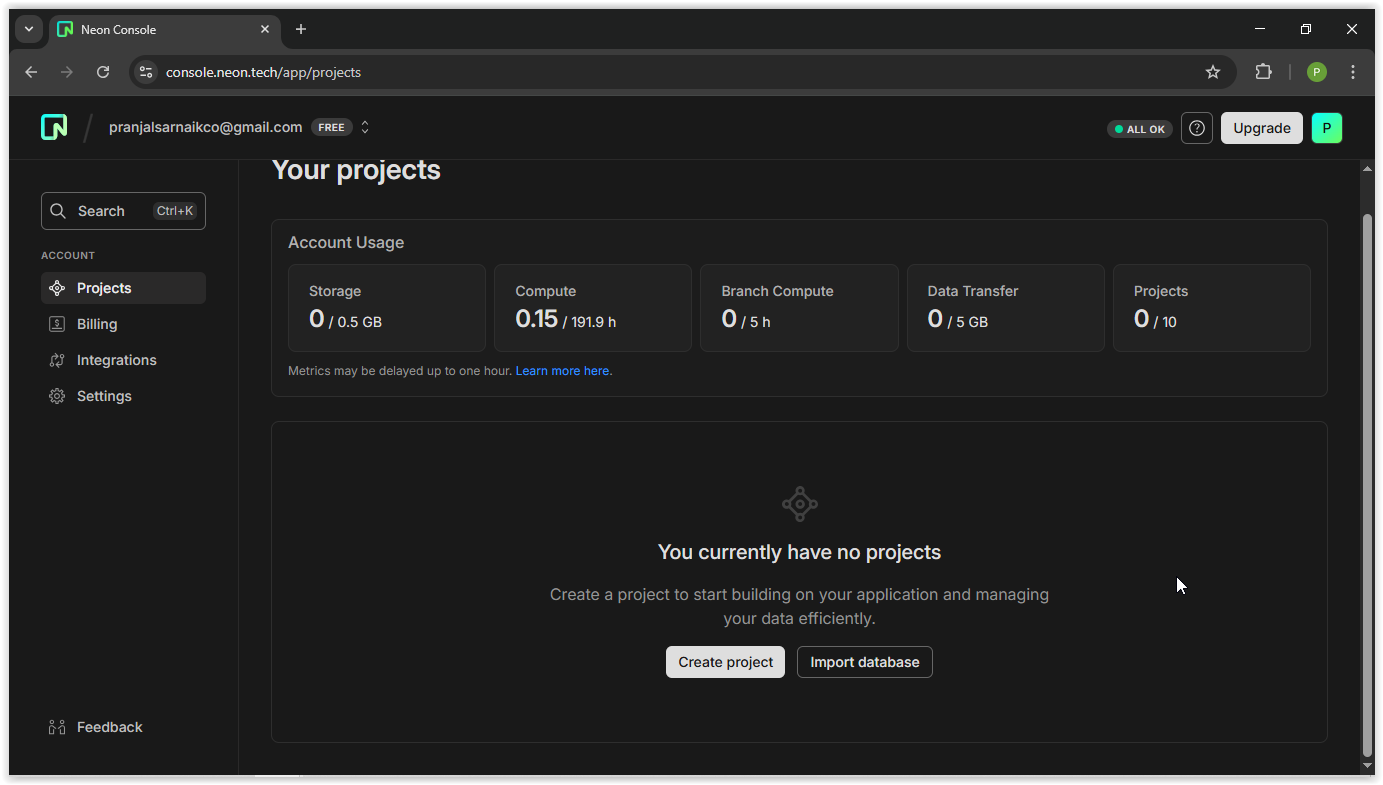 Neon Console
console.neon.tech/app/projects
P
pranjalsarnaikco@gmail.com FREE
ALL OK
Upgrade
P
Search Ctrl+K
ACCOUNT
Projects
Billing
Integrations
Settings
Feedback
Your projects
Account Usage
Storage
0 / 0.5 GB
Compute
0.15 / 191.9 h
Branch Compute
0 / 5 h
Data Transfer
0 / 5 GB
Projects
0 / 10
Metrics may be delayed up to one hour. Learn more here.
You currently have no projects
Create a project to start building on your application and managing
your data efficiently.
Create project
Import database